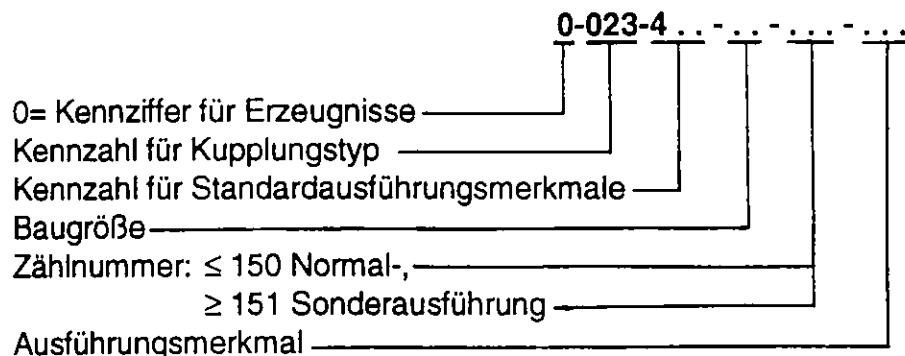 0-023-4..-..-...-...
0= Kennziffer für Erzeugnisse
Kennzahl für Kupplungstyp
Kennzahl für Standardausführungsmerkmale
Baugröße
Zählnummer: ≤ 150 Normal-,
≥ 151 Sonderausführung
Ausführungsmerkmal